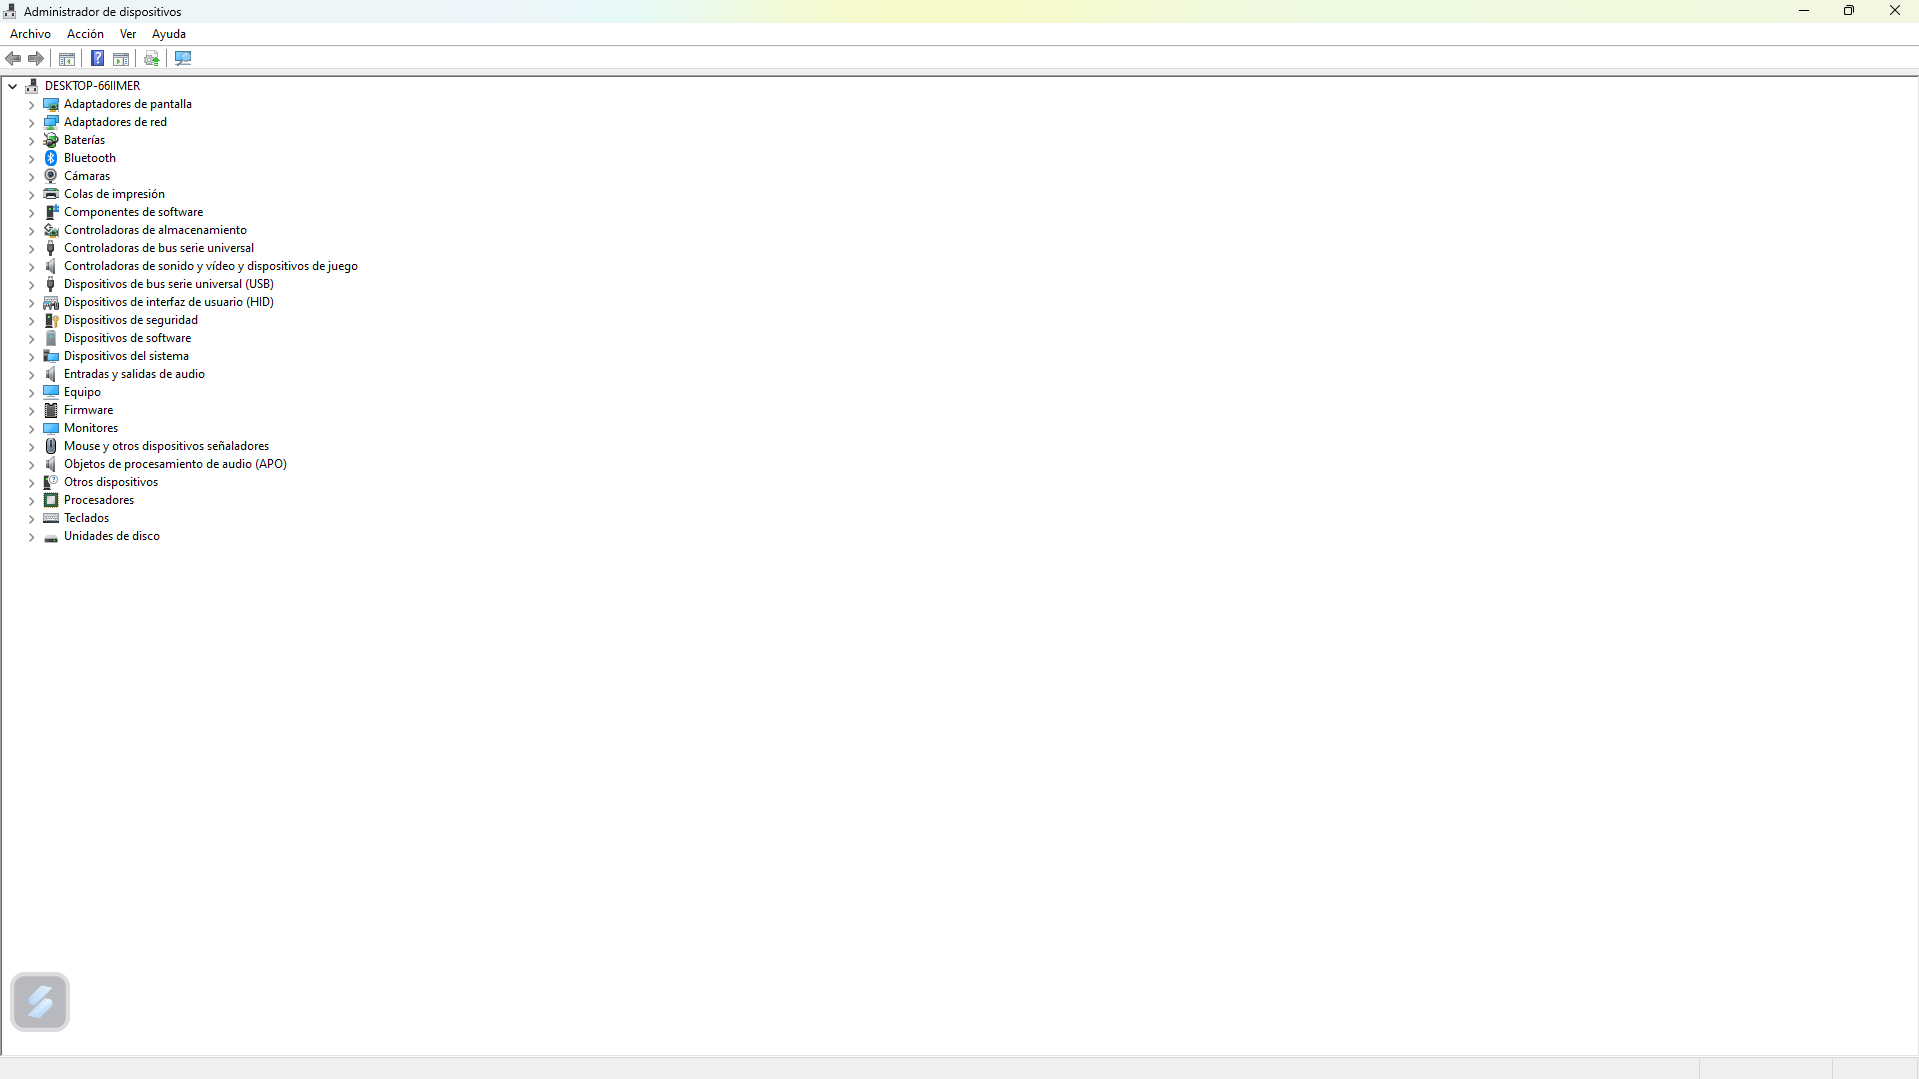 Administrador de dispositivos
Archivo Acción Ver Ayuda
DESKTOP-66IIMER
Adaptadores de pantalla
Adaptadores de red
Baterías
Bluetooth
Cámaras
Colas de impresión
Componentes de software
Controladoras de almacenamiento
Controladoras de bus serie universal
Controladoras de sonido y vídeo y dispositivos de juego
Dispositivos de bus serie universal (USB)
Dispositivos de interfaz de usuario (HID)
Dispositivos de seguridad
Dispositivos de software
Dispositivos del sistema
Entradas y salidas de audio
Equipo
Firmware
Monitores
Mouse y otros dispositivos señaladores
Objetos de procesamiento de audio (APO)
Otros dispositivos
Procesadores
Teclados
Unidades de disco